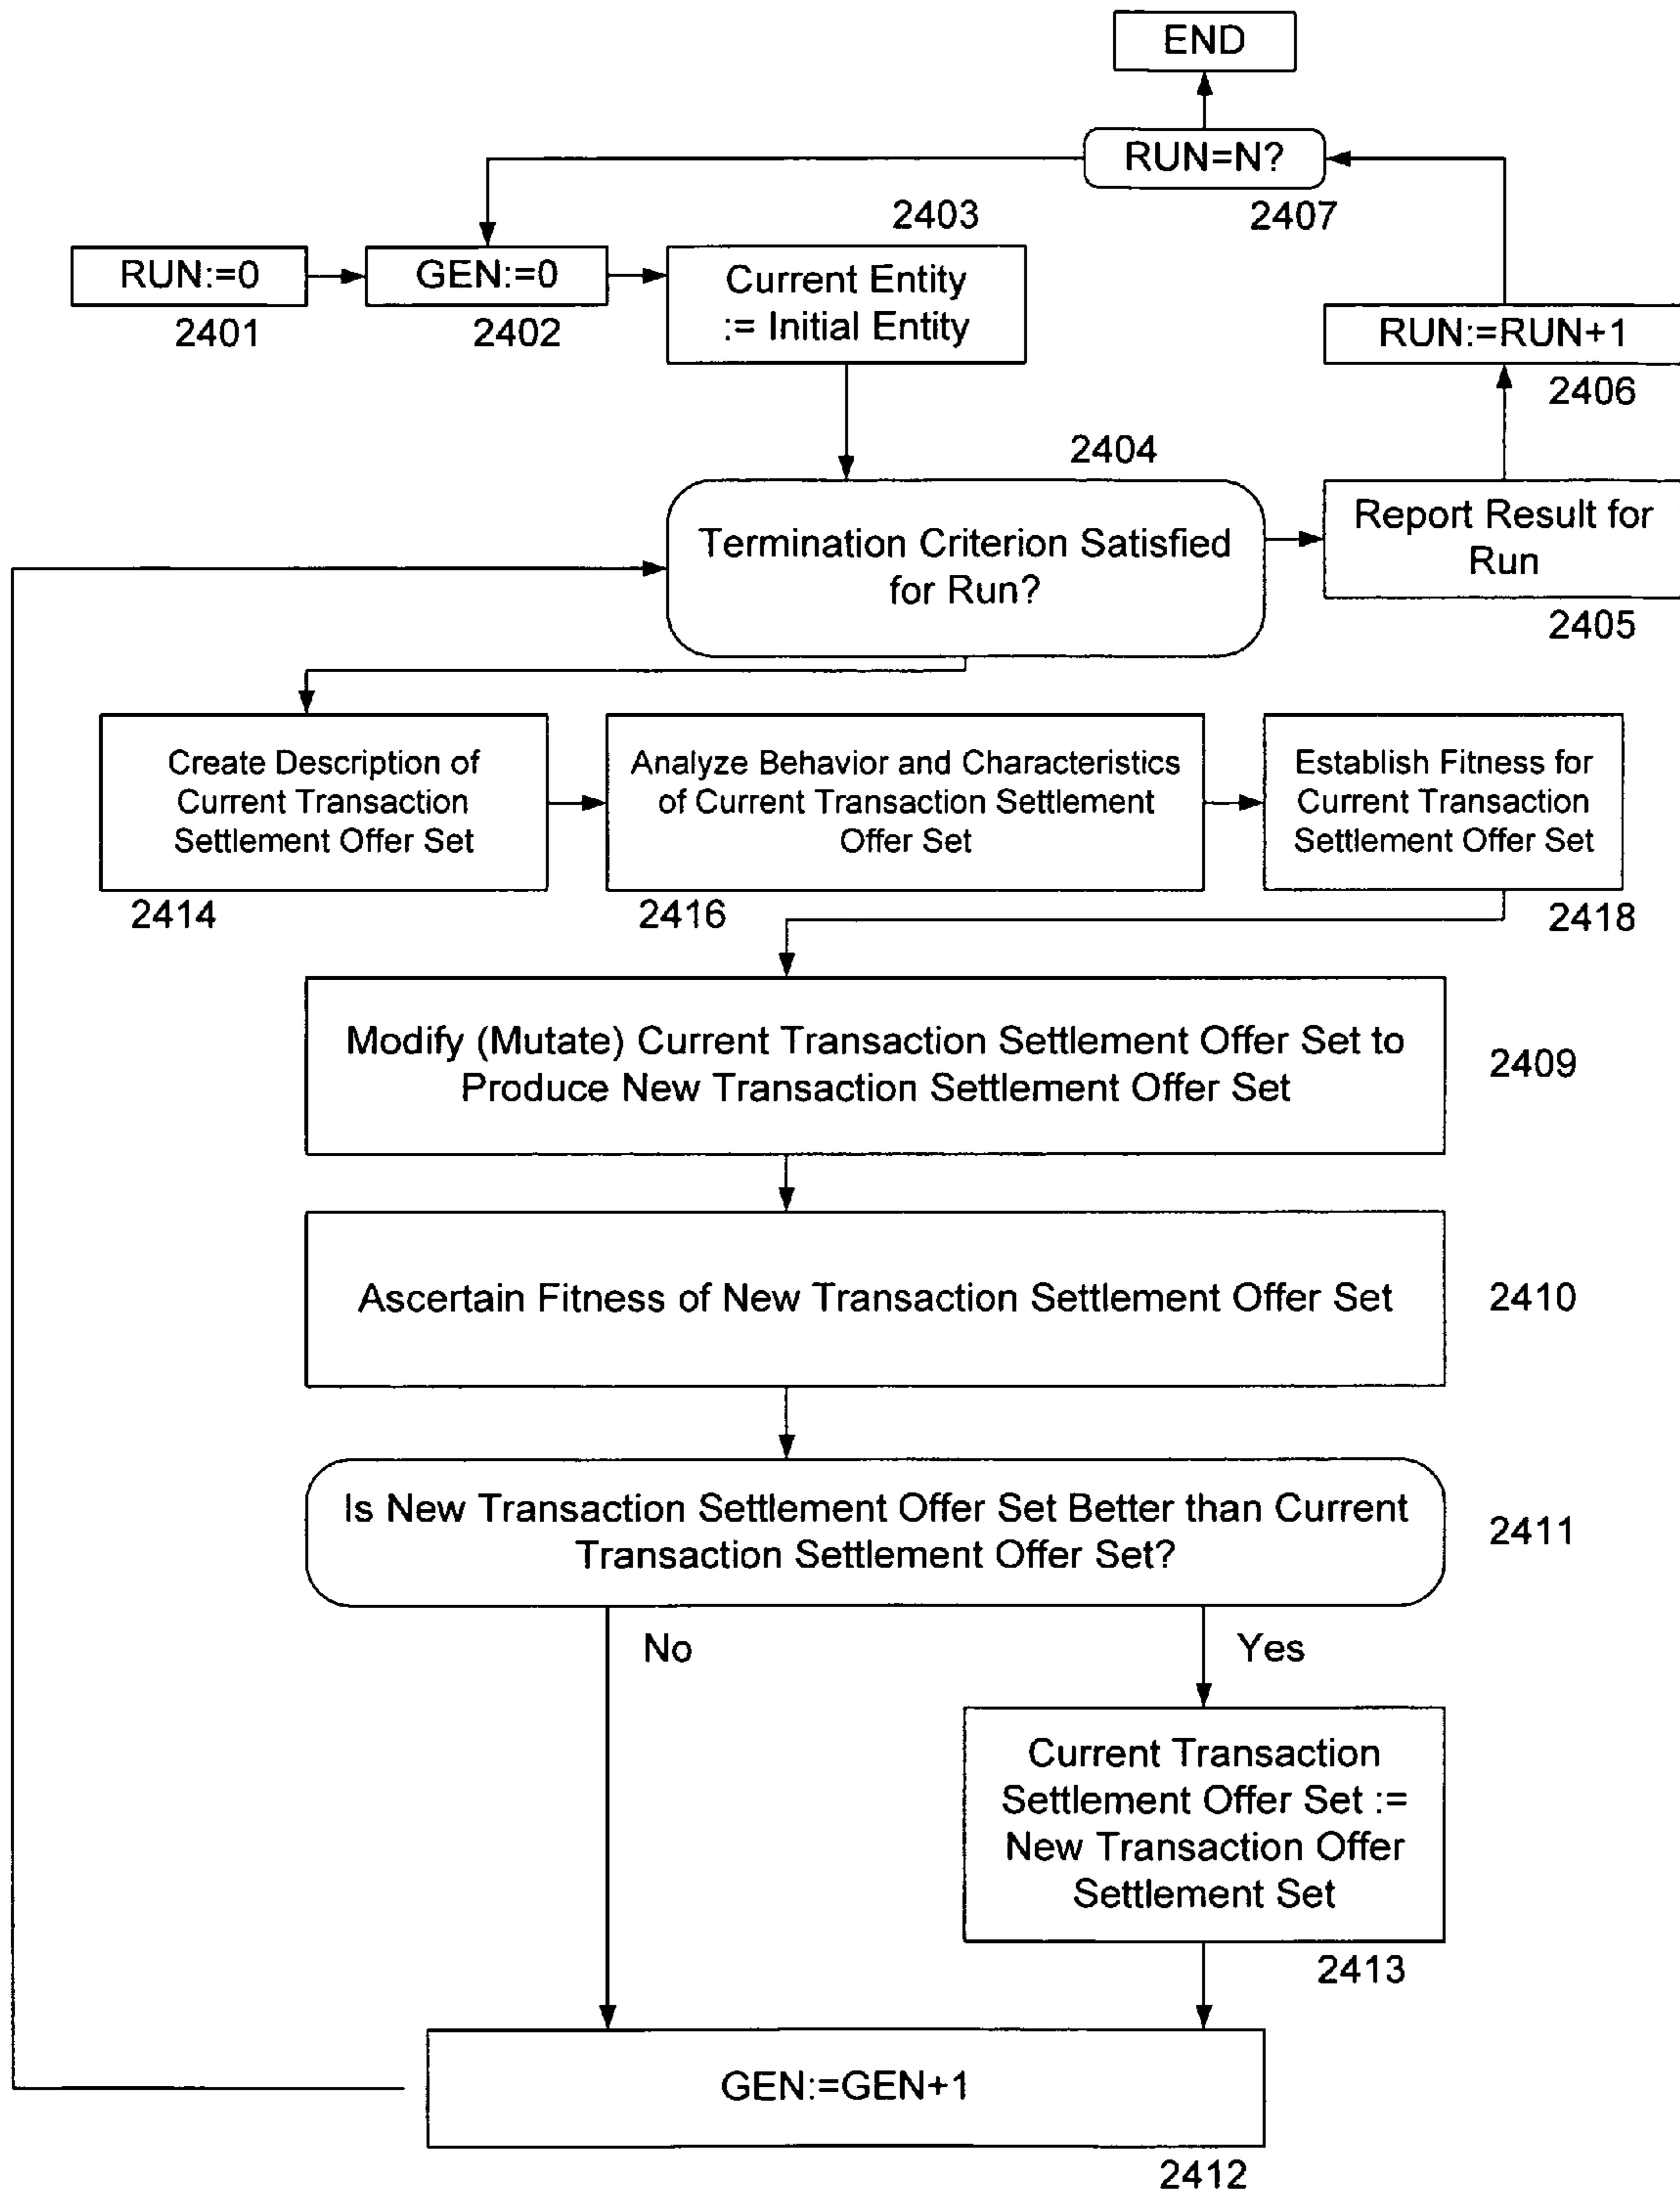 END
RUN=N?
2407
2403
RUN:=0
2401
GEN:=0
2402
Current Entity
:= Initial Entity
RUN:=RUN+1
2406
2404
Termination Criterion Satisfied
for Run?
Report Result for
Run
2405
Create Description of
Current Transaction
Settlement Offer Set
2414
Analyze Behavior and Characteristics
of Current Transaction Settlement
Offer Set
2416
Establish Fitness for
Current Transaction
Settlement Offer Set
2418
Modify (Mutate) Current Transaction Settlement Offer Set to
Produce New Transaction Settlement Offer Set
2409
Ascertain Fitness of New Transaction Settlement Offer Set
2410
Is New Transaction Settlement Offer Set Better than Current
Transaction Settlement Offer Set?
2411
No
Yes
Current Transaction
Settlement Offer Set :=
New Transaction Offer
Settlement Set
2413
GEN:=GEN+1
2412